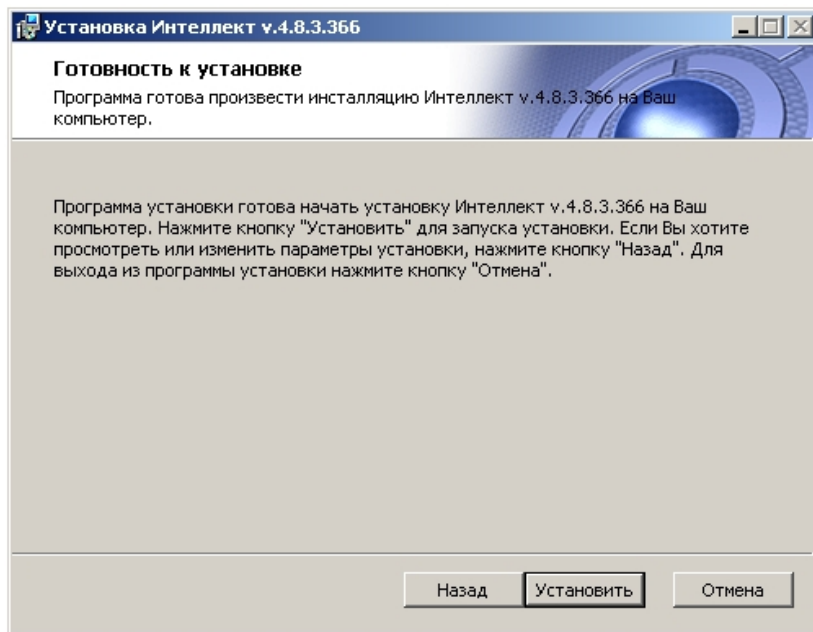 Установка Интеллект v.4.8.3.366
Готовность к установке
Программа готова произвести инсталляцию Интеллект v.4.8.3.366 на Ваш
компьютер.
Программа установки готова начать установку Интеллект v.4.8.3.366 на Ваш
компьютер. Нажмите кнопку "Установить" для запуска установки. Если Вы хотите
просмотреть или изменить параметры установки, нажмите кнопку "Назад". Для
выхода из программы установки нажмите кнопку "Отмена".
Назад Установить Отмена